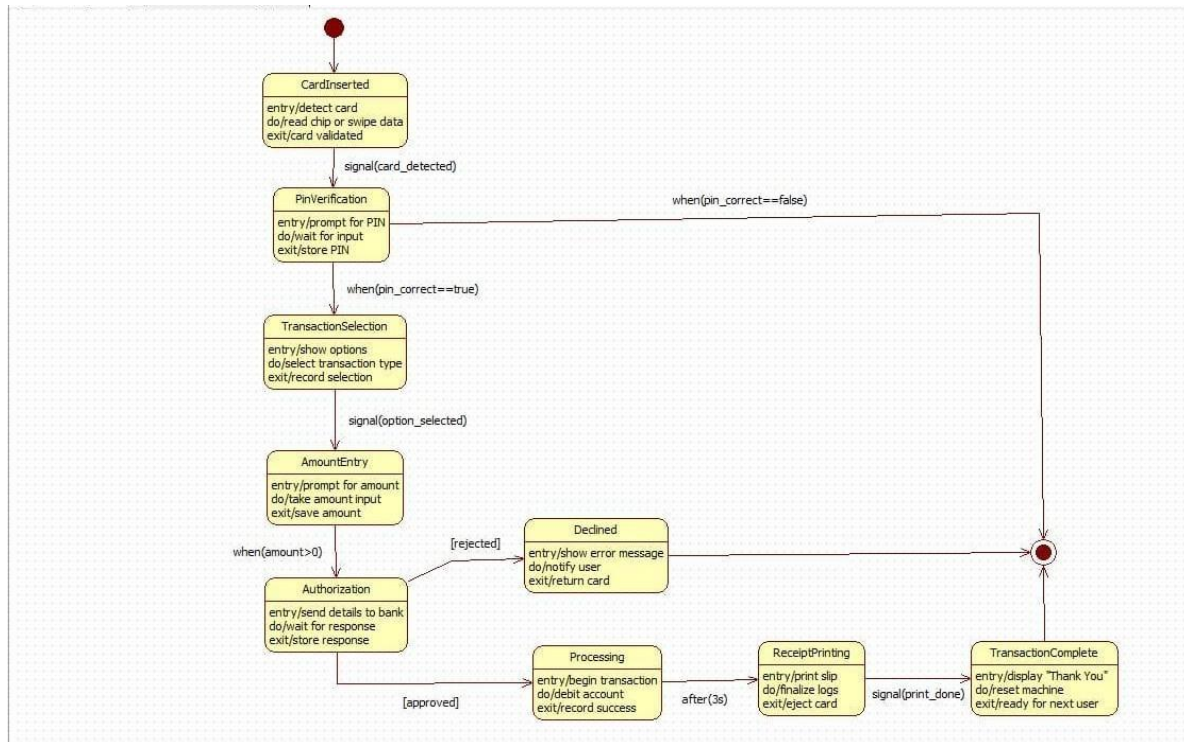 CardInserted
entry/detect card
do/read chip or swipe data
exit/card validated
signal(card_detected)
PinVerification
entry/prompt for PIN
do/wait for input
exit/store PIN
when(pin_correct==false)
when(pin_correct==true)
TransactionSelection
entry/show options
do/select transaction type
exit/record selection
signal(option_selected)
AmountEntry
entry/prompt for amount
do/take amount input
exit/save amount
when(amount>0)
[rejected]
Declined
entry/show error message
do/notify user
exit/return card
Authorization
entry/send details to bank
do/wait for response
exit/store response
[approved]
Processing
entry/begin transaction
do/debit account
exit/record success
after(3s)
ReceiptPrinting
entry/print slip
do/finalize logs
exit/eject card
signal(print_done)
TransactionComplete
entry/display "Thank You"
do/reset machine
exit/ready for next user